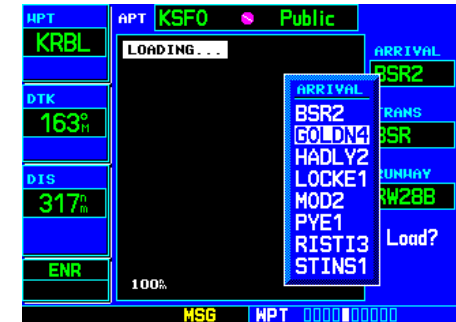 WPT
KRBL
DTK
163°M
DIS
317nm
ENR
APT KSFO Public
LOADING...
100%
ARRIVAL
BSR2
GOLDN4
HADLY2
LOCKE1
MOD2
PYE1
RISTI3
STINS1
ARRIVAL
BSR2
TRANS
BSR
RUNWAY
RW28B
Load?
MSG WPT